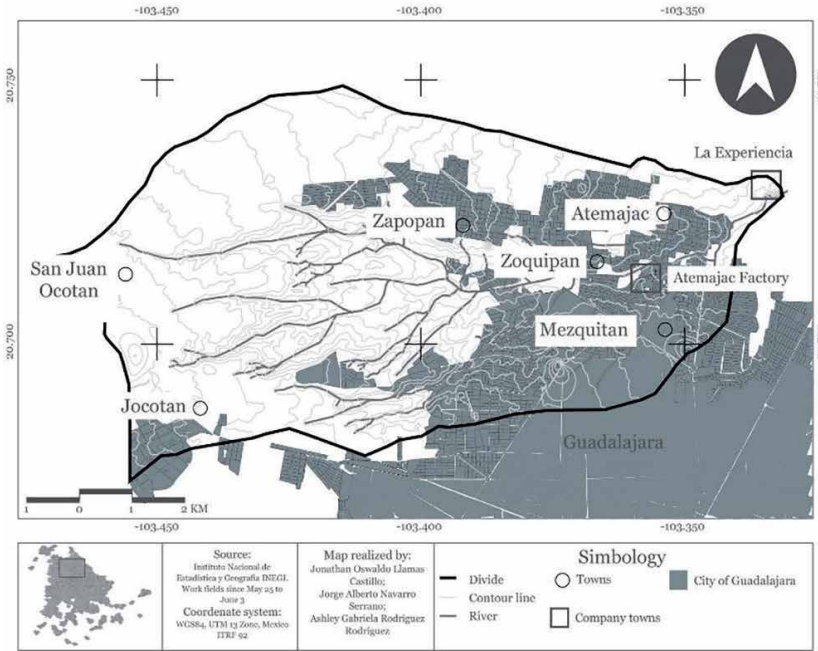 -103.450
-103.400
-103.350
20.750
La Experiencia
Zapopan
Atemajac
Zoquipan
San Juan
Ocotan
Atemajac Factory
Mezquitan
20.700
Jocotan
Guadalajara
1 0 1 2 KM
-103.450
-103.400
-103.350
Source:
Instituto Nacional de
Estadística y Geografía INEGI.
Work fields since May 25 to
June 3
Coordenate system:
WGS84, UTM 13 Zone, Mexico
ITRF 92
Map realized by:
Jonathan Oswaldo Llamas
Castillo;
Jorge Alberto Navarro
Serrano;
Ashley Gabriela Rodríguez
Rodríguez
Simbology
Divide
Contour line
River
Towns
Company towns
City of Guadalajara